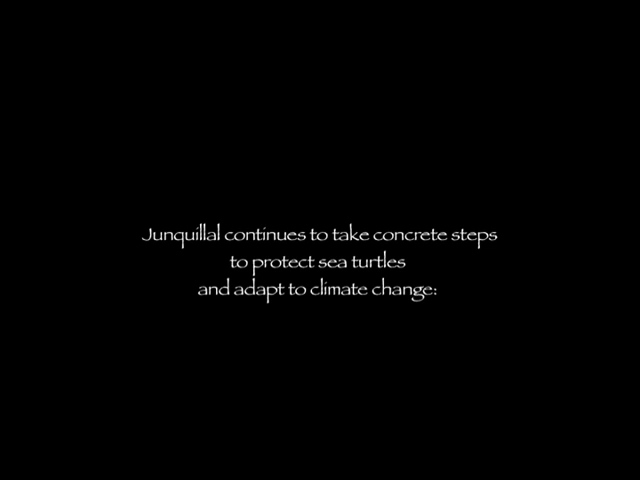 Junquillal continues to take concrete steps
to protect sea turtles
and adapt to climate change: